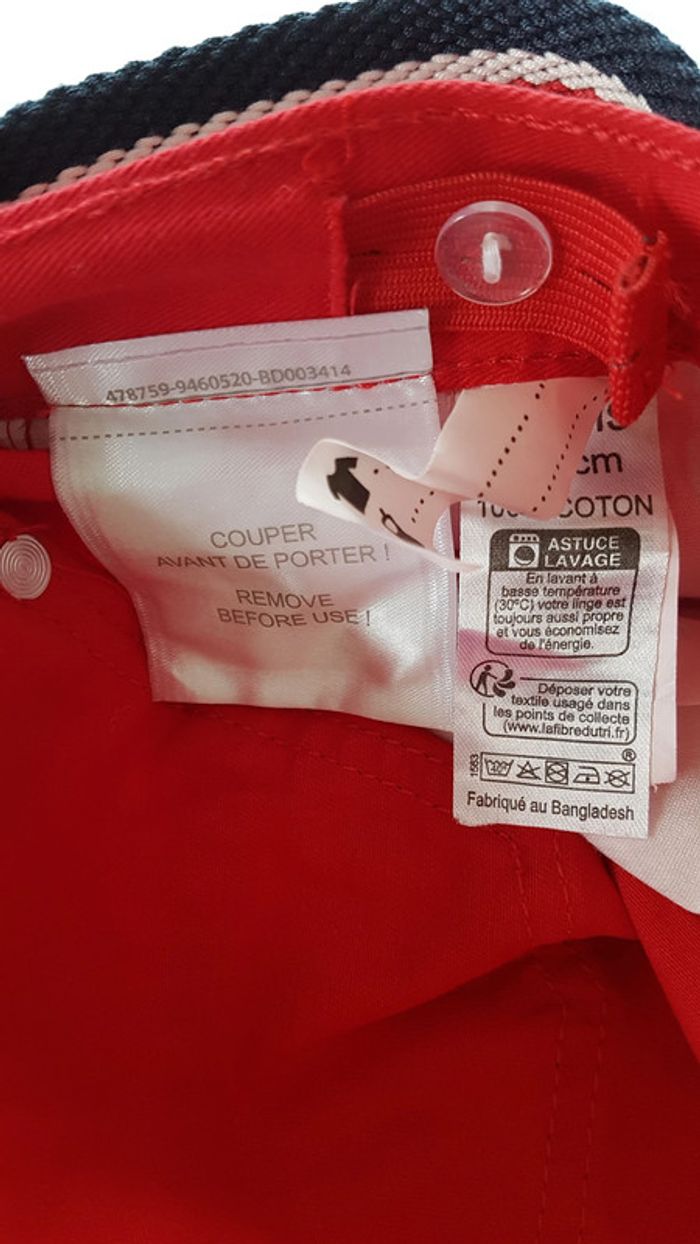 478759-9460520-BD003414
COUPER
AVANT DE PORTER !
REMOVE
BEFORE USE !
cm
COTON
ASTUCE
LAVAGE
En lavant à
basse température
(30°C) votre linge est
toujours aussi propre
et vous économisez
de l'énergie.
Déposer votre
textile usagé dans
les points de collecte
(www.lafibredutri.fr)
1583
®
Fabriqué au Bangladesh